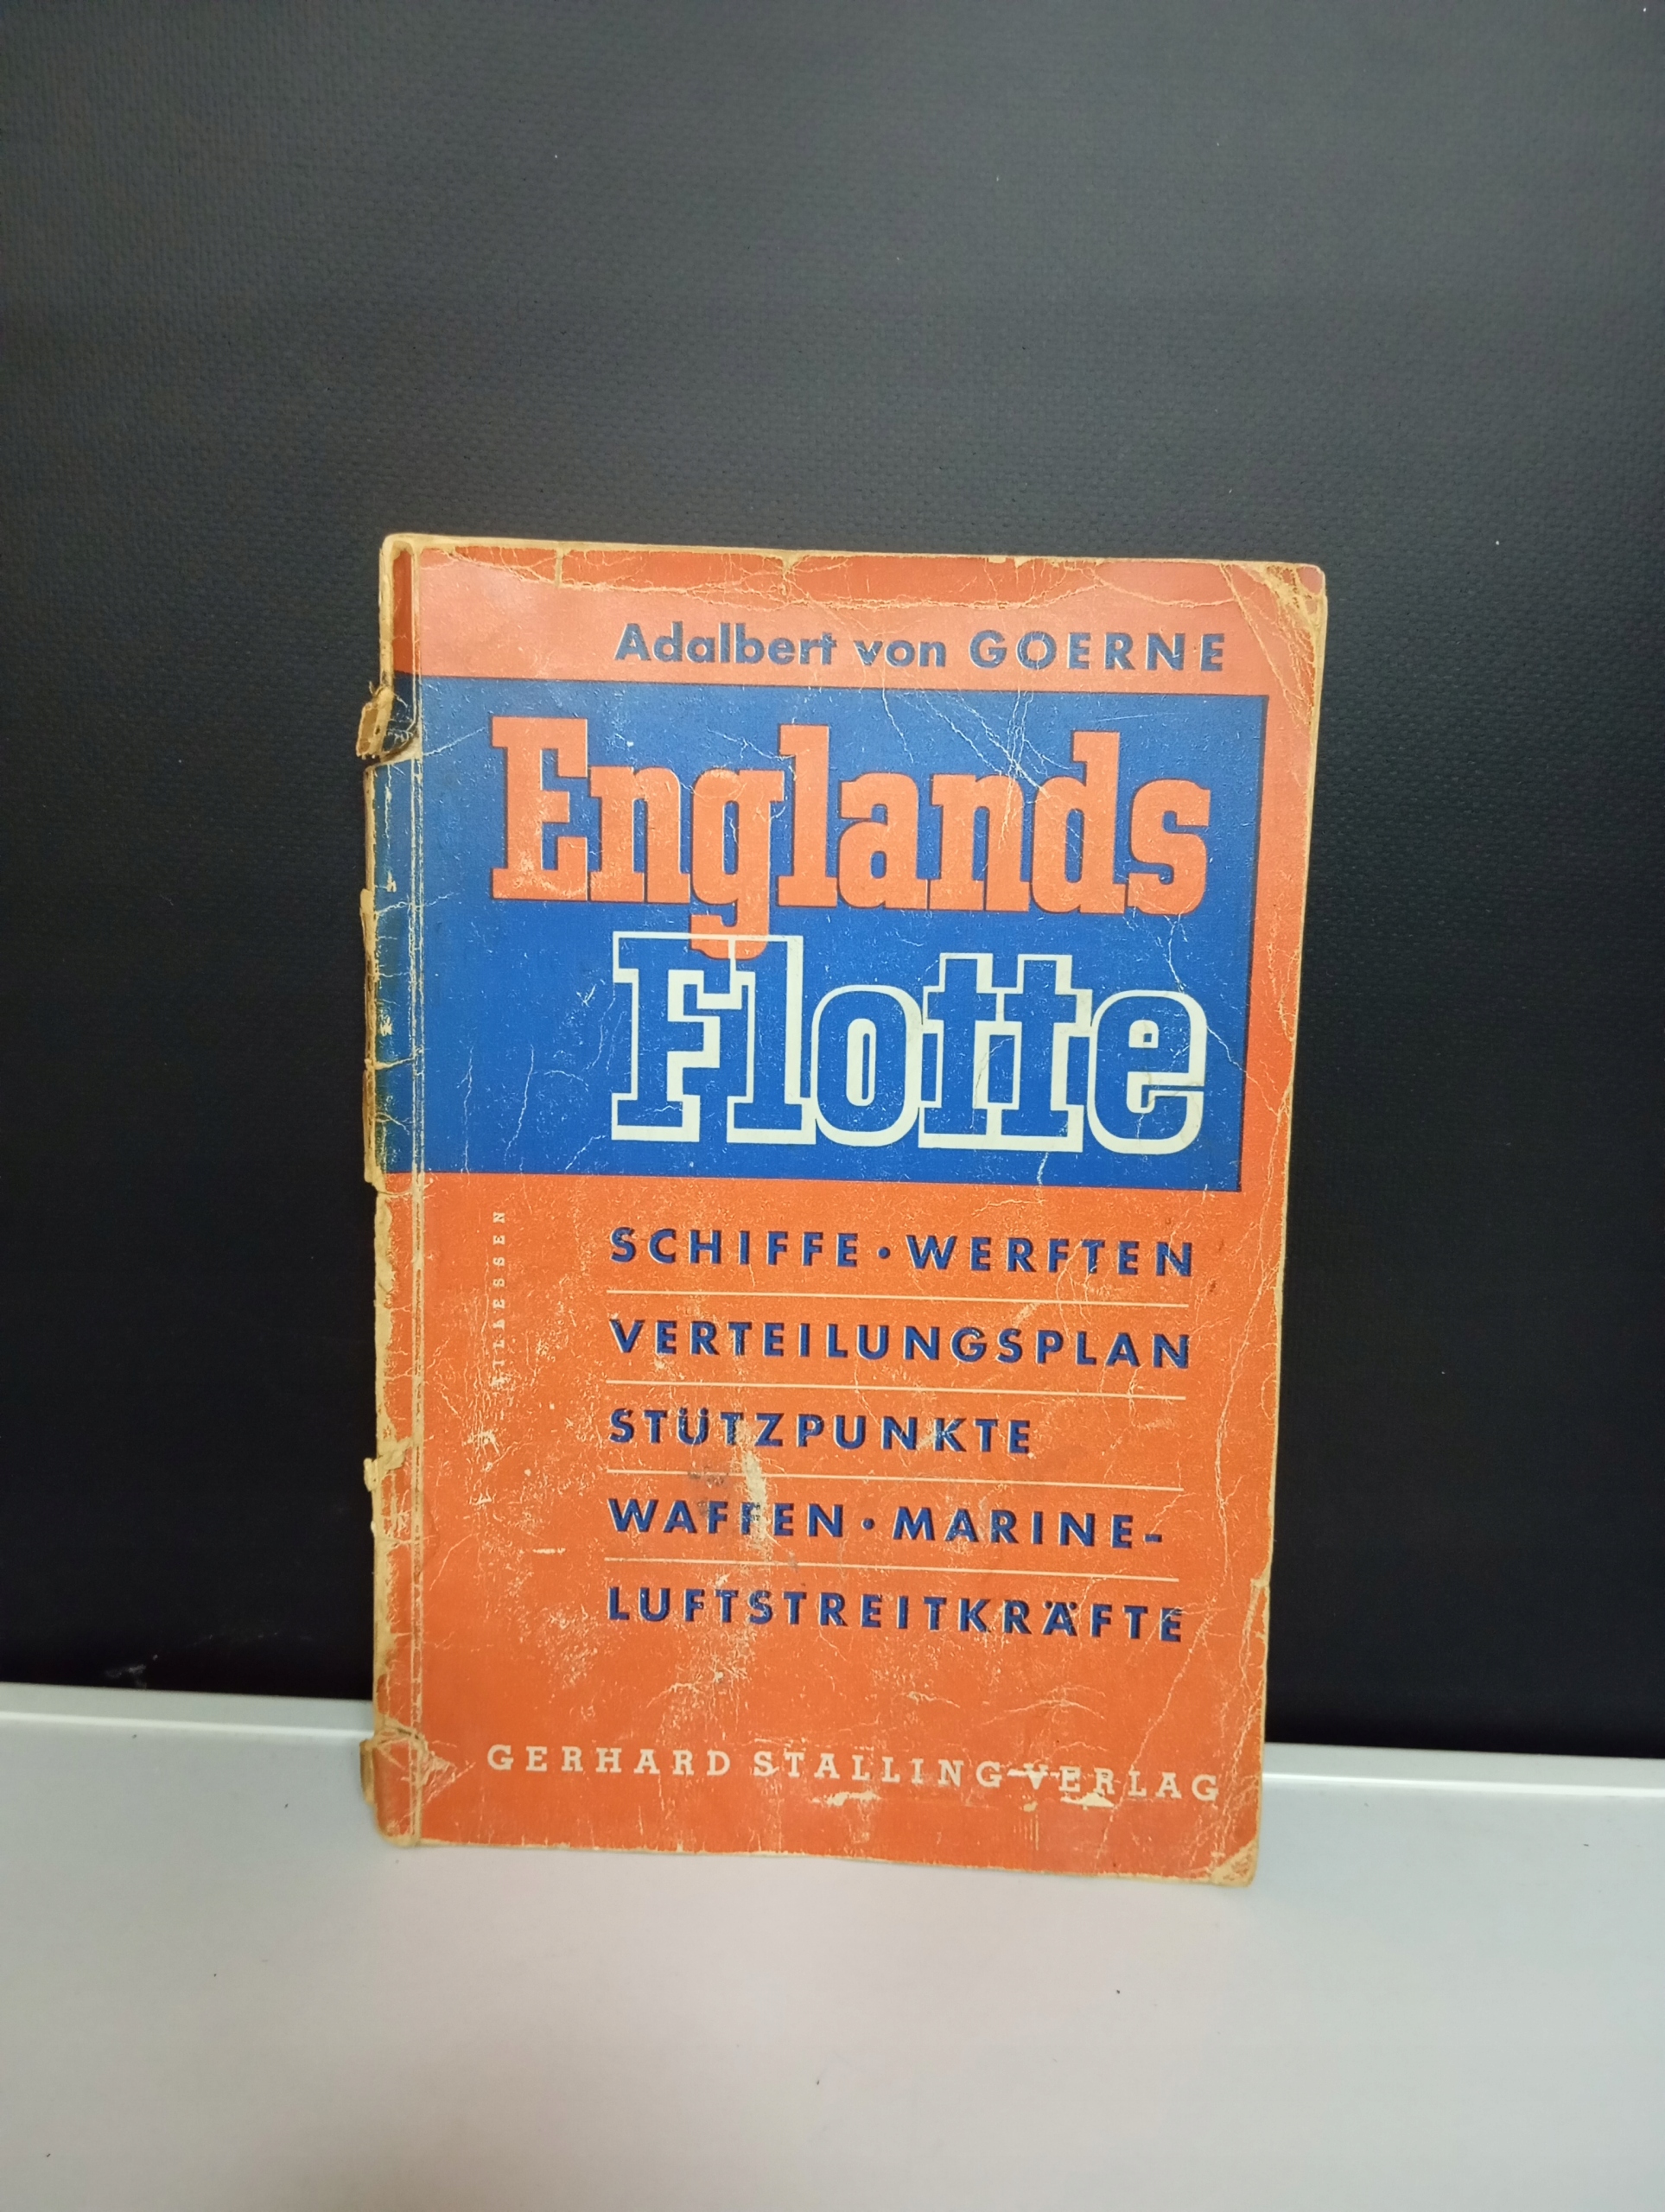 Adalbert von GOERNE
Englands
Flotte
SCHIFFE · WERFTEN
VERTEILUNGSPLAN
STÜTZPUNKTE
WAFFEN · MARINE-
LUFTSTREITKRÄFTE
GERHARD STALLING-VERLAG